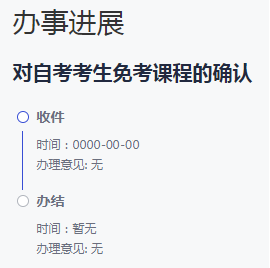 办事进展
对自考考生免考课程的确认
收件
时间：0000-00-00
办理意见: 无
办结
时间：暂无
办理意见: 无